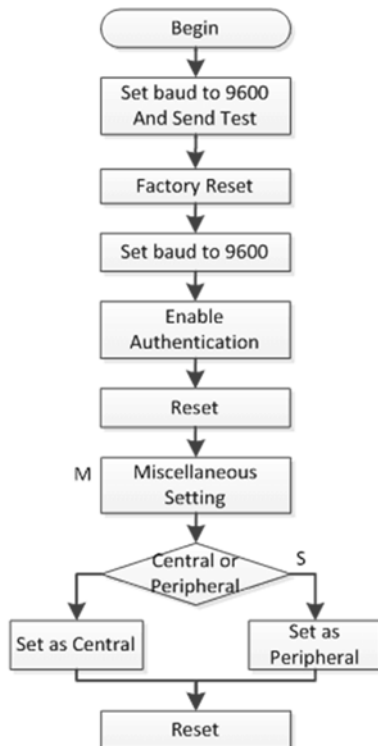 Begin
Set baud to 9600
And Send Test
Factory Reset
Set baud to 9600
Enable
Authentication
Reset
M
Miscellaneous
Setting
Central or
Peripheral
S
Set as Central
Set as
Peripheral
Reset